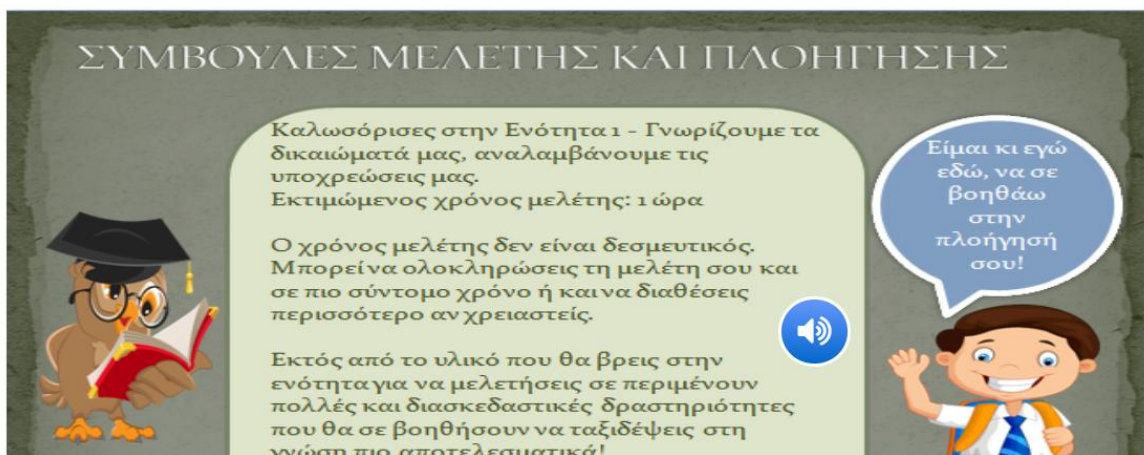 ΣΥΜΒΟΥΛΕΣ ΜΕΛΕΤΗΣ ΚΑΙ ΠΛΟΗΓΗΣΗΣ
Καλωσόρισες στην Ενότητα 1 - Γνωρίζουμε τα
δικαιώματά μας, αναλαμβάνουμε τις
υποχρεώσεις μας.
Εκτιμώμενος χρόνος μελέτης: 1 ώρα
Ο χρόνος μελέτης δεν είναι δεσμευτικός.
Μπορεί να ολοκληρώσεις τη μελέτη σου και
σε πιο σύντομο χρόνο ή και να διαθέσεις
περισσότερο αν χρειαστείς.
Εκτός από το υλικό που θα βρεις στην
ενότητα για να μελετήσεις σε περιμένουν
πολλές και διασκεδαστικές δραστηριότητες
που θα σε βοηθήσουν να ταξιδέψεις στη
γνώση πιο αποτελεσματικά!
Είμαι κι εγώ
εδώ, να σε
βοηθάω
στην
πλοήγησή
σου!